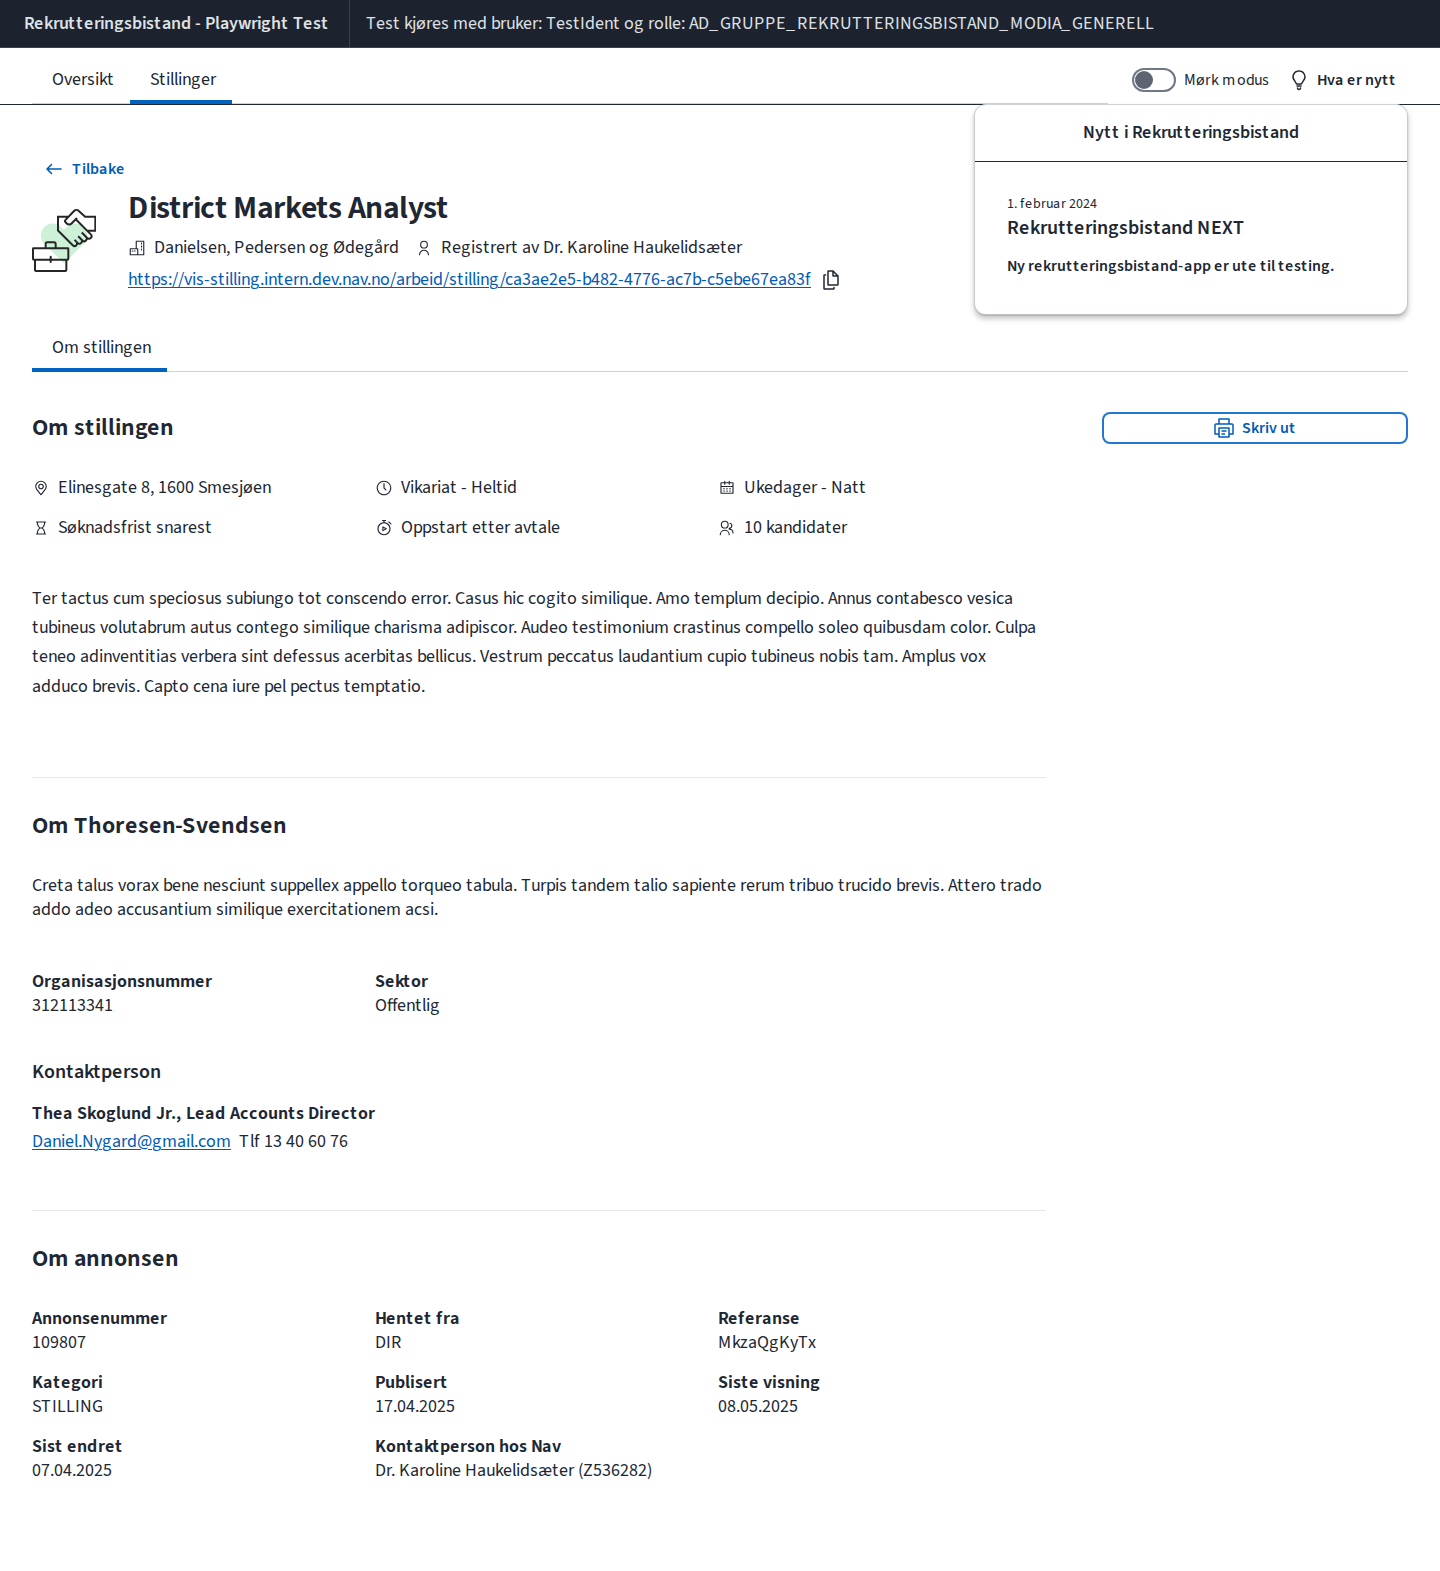 Rekrutteringsbistand - Playwright Test
Test kjøres med bruker: TestIdent og rolle: AD_GRUPPE_REKRUTTERINGSBISTAND_MODIA_GENERELL
Oversikt
Stillinger
Mørk modus
Hva er nytt
Nytt i Rekrutteringsbistand
1. februar 2024
Rekrutteringsbistand NEXT
Ny rekrutteringsbistand-app er ute til testing.
Tilbake
District Markets Analyst
Danielsen, Pedersen og Ødegård
Registrert av Dr. Karoline Haukelidsæter
https://vis-stilling.intern.dev.nav.no/arbeid/stilling/ca3ae2e5-b482-4776-ac7b-c5ebe67ea83f
Om stillingen
Om stillingen
Skriv ut
Elinesgate 8, 1600 Smesjøen
Vikariat - Heltid
Ukedager - Natt
Søknadsfrist snarest
Oppstart etter avtale
10 kandidater
Ter tactus cum speciosus subiungo tot conscendo error. Casus hic cogito similique. Amo templum decipio. Annus contabesco vesica
tubineus volutabrum autus contego similique charisma adipiscor. Audeo testimonium crastinus compello soleo quibusdam color. Culpa
teneo adinventitias verbera sint defessus acerbitas bellicus. Vestrum peccatus laudantium cupio tubineus nobis tam. Amplus vox
adduco brevis. Capto cena iure pel pectus temptatio.
Om Thoresen-Svendsen
Creta talus vorax bene nesciunt suppellex appello torqueo tabula. Turpis tandem talio sapiente rerum tribuo trucido brevis. Attero trado
addo adeo accusantium similique exercitationem acsi.
Organisasjonsnummer
312113341
Sektor
Offentlig
Kontaktperson
Thea Skoglund Jr., Lead Accounts Director
Daniel.Nygard@gmail.com Tlf 13 40 60 76
Om annonsen
Annonsenummer
109807
Hentet fra
DIR
Referanse
MkzaQgKyTx
Kategori
STILLING
Publisert
17.04.2025
Siste visning
08.05.2025
Sist endret
07.04.2025
Kontaktperson hos Nav
Dr. Karoline Haukelidsæter (Z536282)